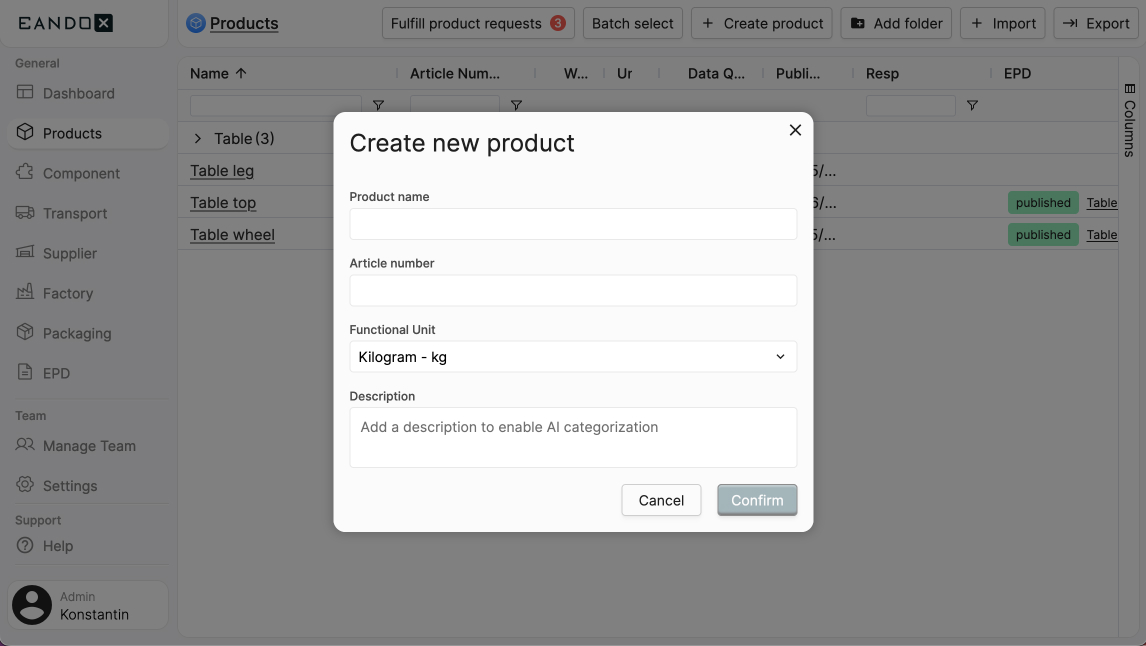 EANDOX
Products
Fulfill product requests 3
Batch select
Create product
Add folder
Import
Export
General
Dashboard
Products
Component
Transport
Supplier
Factory
Packaging
EPD
Team
Manage Team
Settings
Support
Help
Admin
Konstantin
Name
Article Num...
W...
Ur
Data Q...
Publi...
Resp
EPD
Columns
Table (3)
Table leg
5/...
Table top
6/...
published
Table
Table wheel
5/...
published
Table
Create new product
Product name
Article number
Functional Unit
Kilogram - kg
Description
Add a description to enable AI categorization
Cancel
Confirm